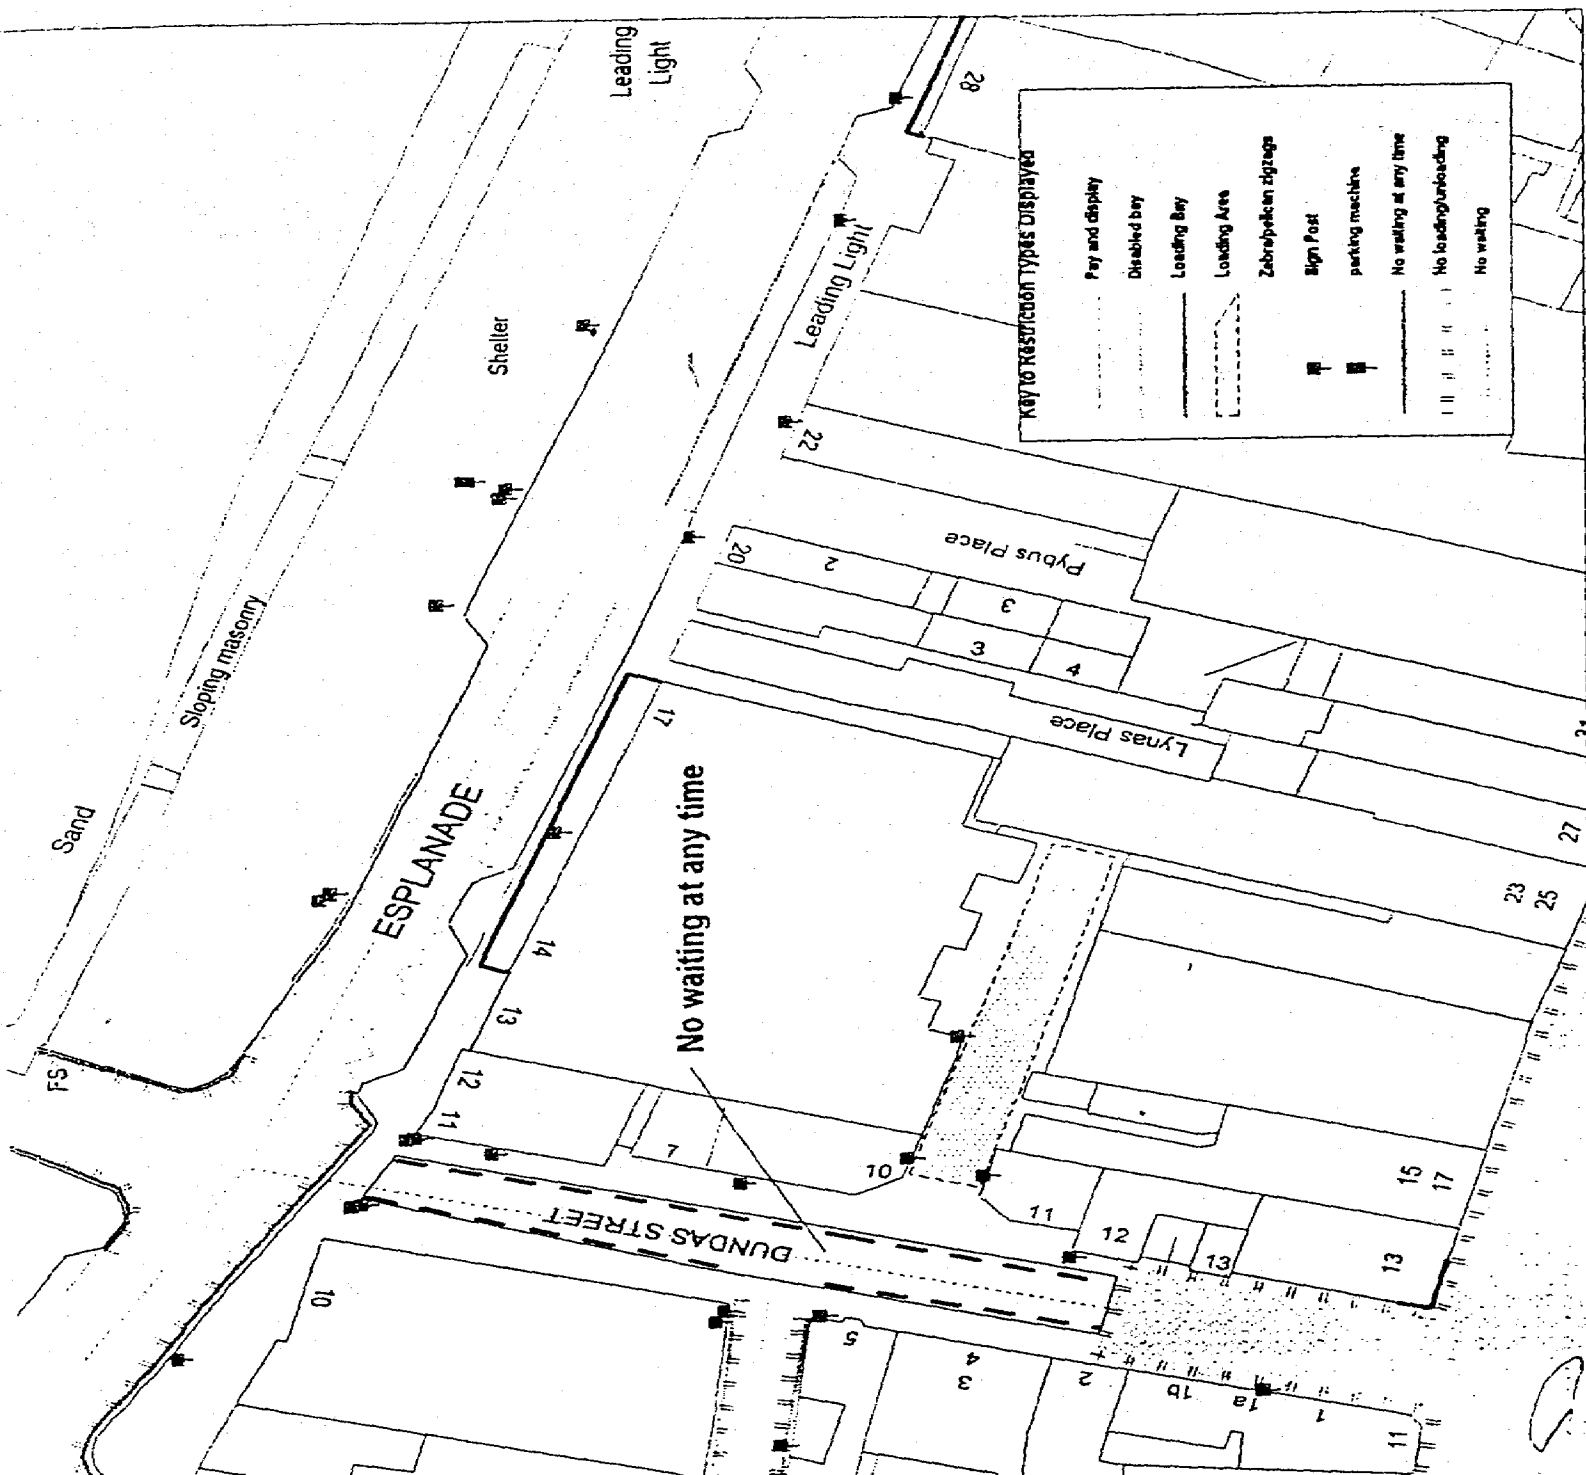 Leading
Light
28
Key to Restriction Types Displayed
Pay and display
Disabled bay
Loading Bay
Loading Area
Zebra/pelican zigzags
Sign Post
parking machine
No waiting at any time
No loading/unloading
No waiting
Leading Light
Shelter
22
Sloping masonry
20
2
Pybus Place
3
3
4
Lynas Place
17
Sand
ESPLANADE
No waiting at any time
14
13
27
23
25
FS
12
11
7
10
DUNDAS STREET
11
12
13
15
17
13
10
5
4
3
2
1b
1a
1
11